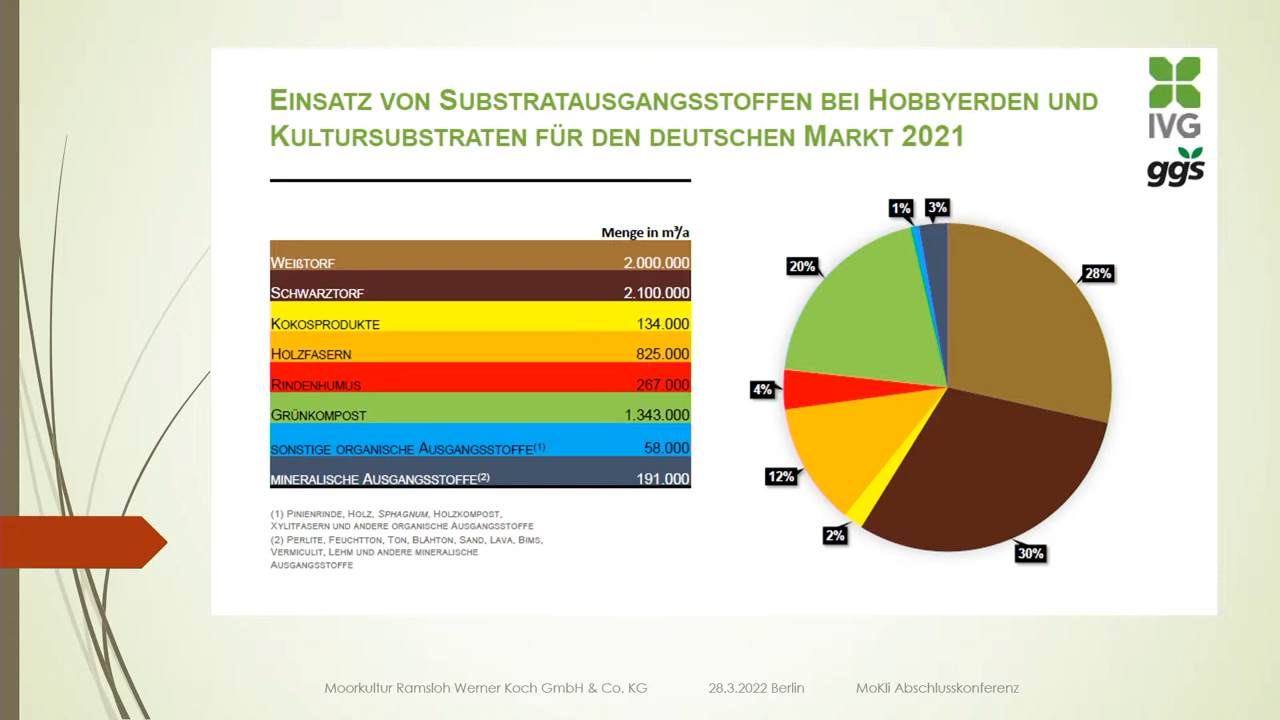 EINSATZ VON SUBSTRATAUSGANGSSTOFFEN BEI HOBBYERDEN UND
KULTURSUBSTRATEN FÜR DEN DEUTSCHEN MARKT 2021
IVG
ggs
Menge in m³/a
WEIßTORF 2.000.000
SCHWARZTORF 2.100.000
KOKOSPRODUKTE 134.000
HOLZFASERN 825.000
RINDENHUMUS 267.000
GRÜNKOMPOST 1.343.000
SONSTIGE ORGANISCHE AUSGANGSSTOFFE(1) 58.000
MINERALISCHE AUSGANGSSTOFFE(2) 191.000
(1) PINIENRINDE, HOLZ, SPHAGNUM, HOLZKOMPOST,
XYLITFASERN UND ANDERE ORGANISCHE AUSGANGSSTOFFE
(2) PERLITE, FEUCHTTON, TON, BLÄHTON, SAND, LAVA, BIMS,
VERMICULIT, LEHM UND ANDERE MINERALISCHE
AUSGANGSSTOFFE
1%
3%
28%
20%
4%
12%
2%
30%
Moorkultur Ramsloh Werner Koch GmbH & Co. KG 28.3.2022 Berlin MoKli Abschlusskonferenz